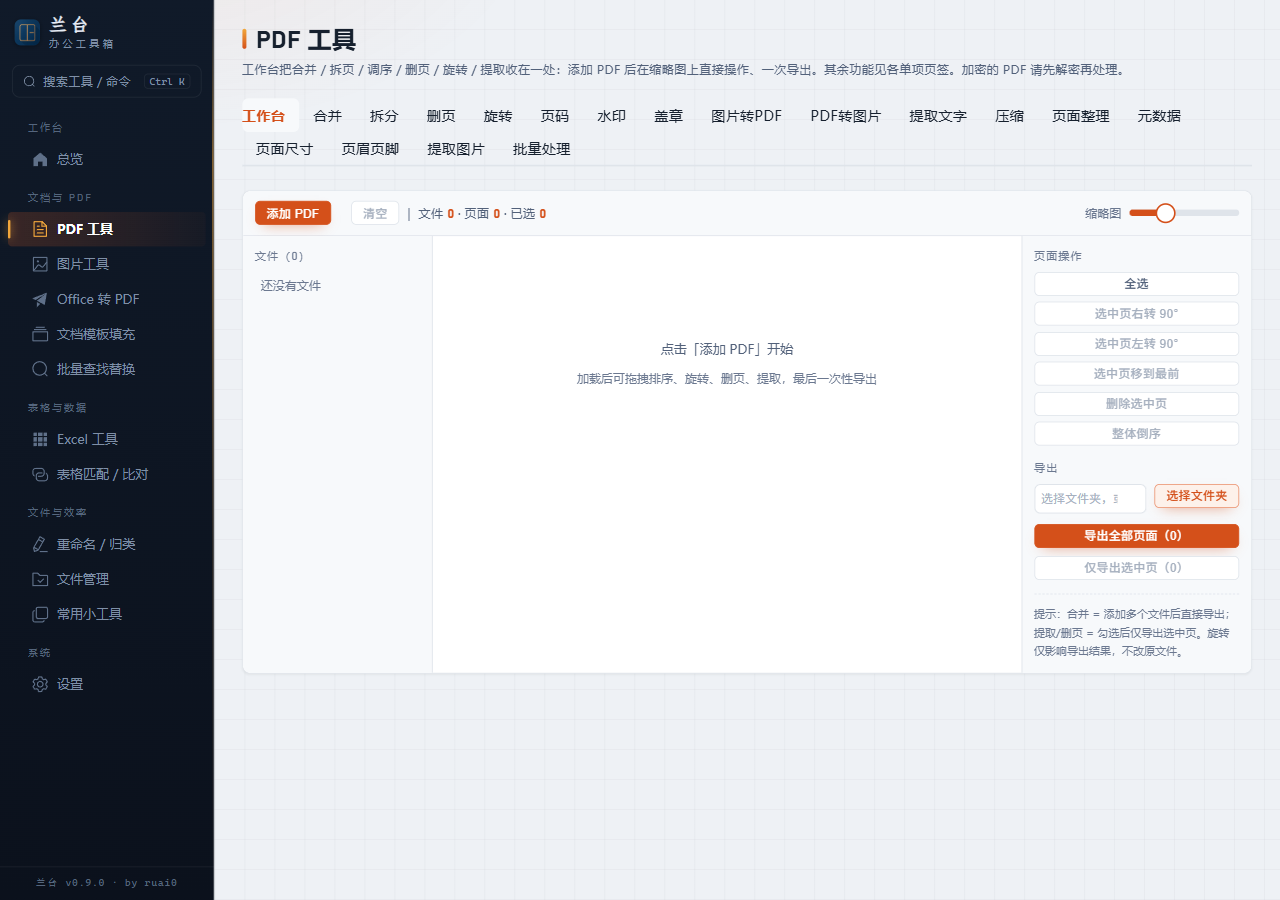 兰台
办公工具箱
搜索工具 / 命令 Ctrl K
工作台
总览
文档与 PDF
PDF 工具
图片工具
Office 转 PDF
文档模板填充
批量查找替换
表格与数据
Excel 工具
表格匹配 / 比对
文件与效率
重命名 / 归类
文件管理
常用小工具
系统
设置
兰台 v0.9.0 · by ruai0
PDF 工具
工作台把合并 / 拆页 / 调序 / 删页 / 旋转 / 提取收在一处：添加 PDF 后在缩略图上直接操作、一次导出。其余功能见各单项页签。加密的 PDF 请先解密再处理。
工作台 合并 拆分 删页 旋转 页码 水印 盖章 图片转PDF PDF转图片 提取文字 压缩 页面整理 元数据
页面尺寸 页眉页脚 提取图片 批量处理
添加 PDF 清空 | 文件 0 · 页面 0 · 已选 0 缩略图
文件（0）
还没有文件
点击「添加 PDF」开始
加载后可拖拽排序、旋转、删页、提取，最后一次性导出
页面操作
全选
选中页右转 90°
选中页左转 90°
选中页移到最前
删除选中页
整体倒序
导出
选择文件夹， 选择文件夹
导出全部页面（0）
仅导出选中页（0）
提示：合并 = 添加多个文件后直接导出；
提取/删页 = 勾选后仅导出选中页。旋转
仅影响导出结果，不改原文件。